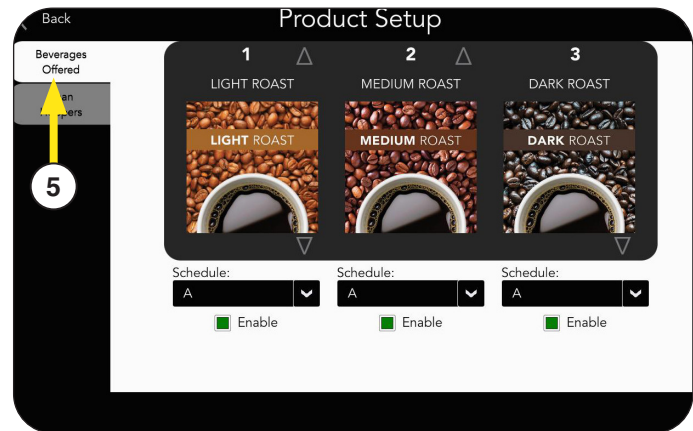 Back
Product Setup
Beverages
Offered
5
1
2
3
LIGHT ROAST
MEDIUM ROAST
DARK ROAST
LIGHT ROAST
MEDIUM ROAST
DARK ROAST
Schedule:
Schedule:
Schedule:
A
A
A
Enable
Enable
Enable